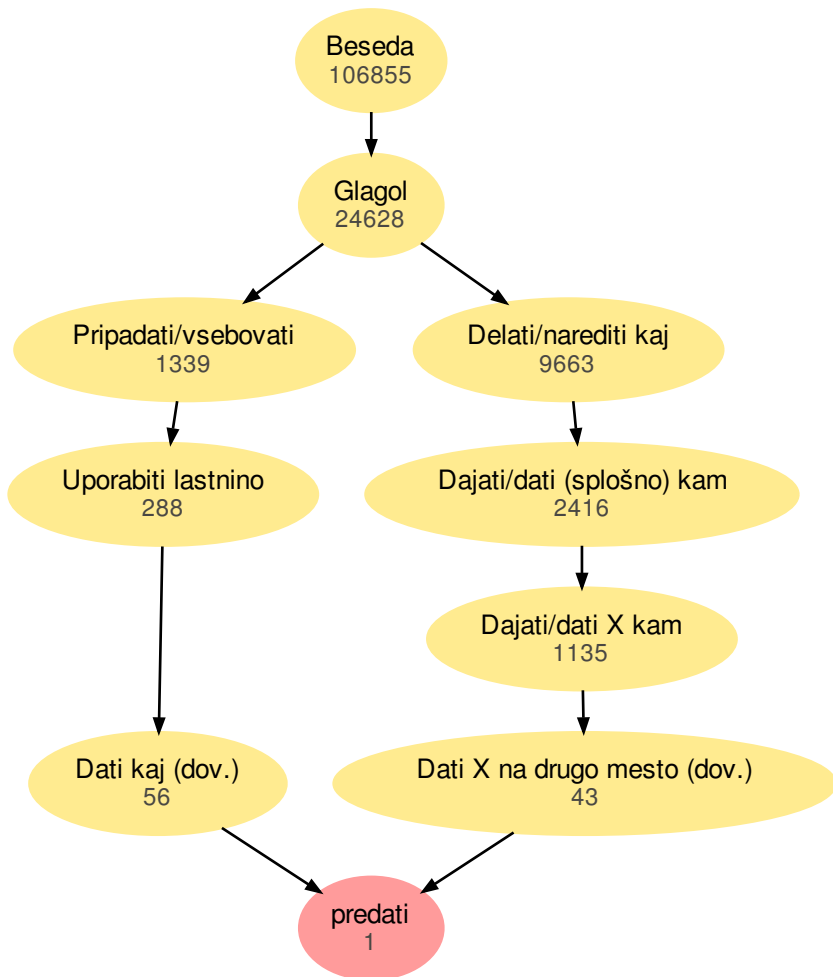 Beseda
106855
Glagol
24628
Pripadati/vsebovati
1339
Delati/narediti kaj
9663
Uporabiti lastnino
288
Dajati/dati (splošno) kam
2416
Dajati/dati X kam
1135
Dati kaj (dov.)
56
Dati X na drugo mesto (dov.)
43
predati
1